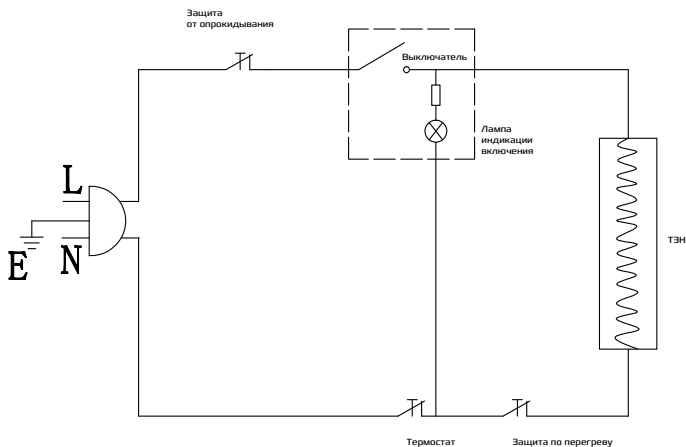 Защита
от опрокидывания
Выключатель
Лампа
индикации
включения
L
E
N
ТЭН
Термостат
Защита по перегреву